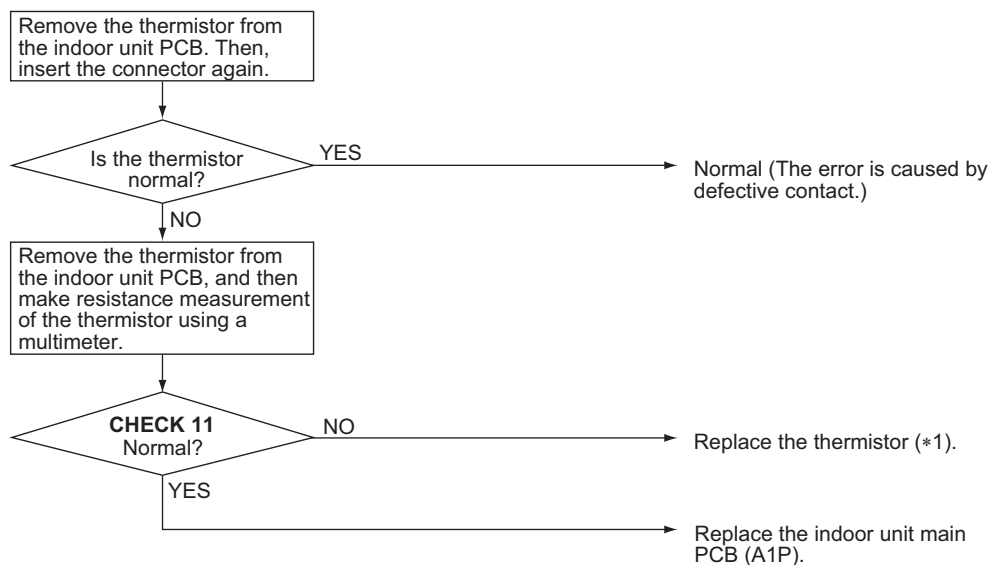 Remove the thermistor from
the indoor unit PCB. Then,
insert the connector again.
Is the thermistor
normal?
YES
Normal (The error is caused by
defective contact.)
NO
Remove the thermistor from
the indoor unit PCB, and then
make resistance measurement
of the thermistor using a
multimeter.
CHECK 11
Normal?
NO
Replace the thermistor (∗1).
YES
Replace the indoor unit main
PCB (A1P).